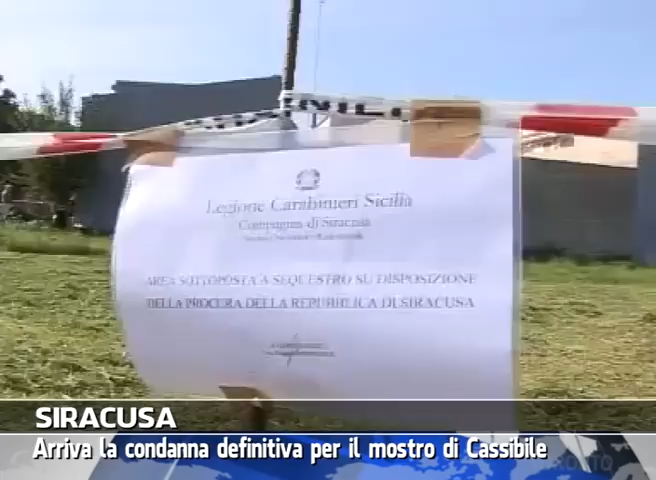 Legione Carabinieri Sicilia
Compagnia di Siracusa
AREA SOTTOPOSTA A SEQUESTRO SU DISPOSIZIONE
DELLA PROCURA DELLA REPUBBLICA DI SIRACUSA
SIRACUSA
Arriva la condanna definitiva per il mostro di Cassibile